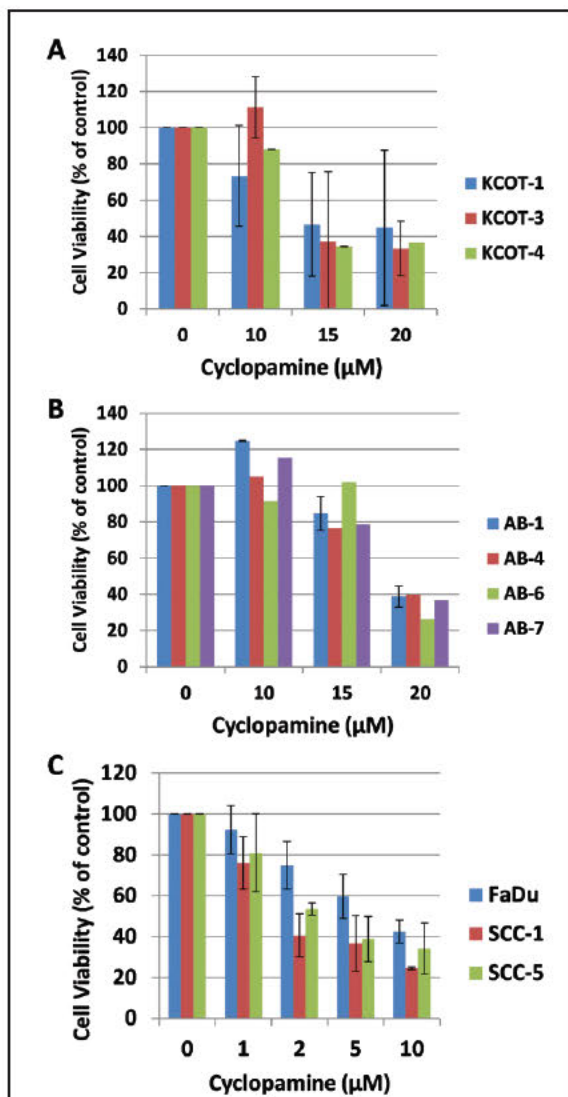 A
Cell Viability (% of control)
140
120
100
80
60
40
20
0
0 10 15 20
Cyclopamine (µM)
KCOT-1
KCOT-3
KCOT-4
B
Cell Viability (% of control)
140
120
100
80
60
40
20
0
0 10 15 20
Cyclopamine (µM)
AB-1
AB-4
AB-6
AB-7
C
Cell Viability (% of control)
120
100
80
60
40
20
0
0 1 2 5 10
Cyclopamine (µM)
FaDu
SCC-1
SCC-5